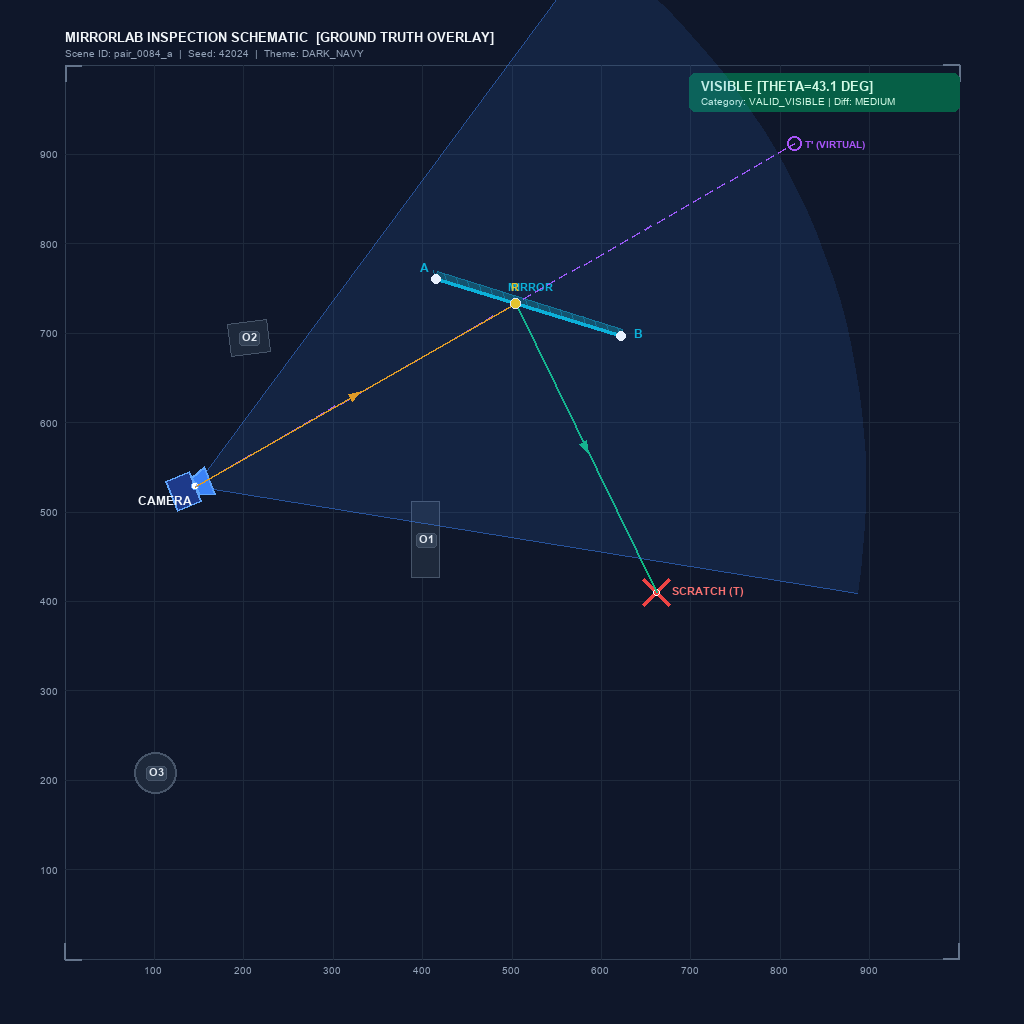 MIRRORLAB INSPECTION SCHEMATIC [GROUND TRUTH OVERLAY]
Scene ID: pair_0084_a | Seed: 42024 | Theme: DARK_NAVY
VISIBLE [THETA=43.1 DEG]
Category: VALID_VISIBLE | Diff: MEDIUM
T' (VIRTUAL)
A
R
MIRROR
B
O2
CAMERA
O1
SCRATCH (T)
O3
900
800
700
600
500
400
300
200
100
100 200 300 400 500 600 700 800 900